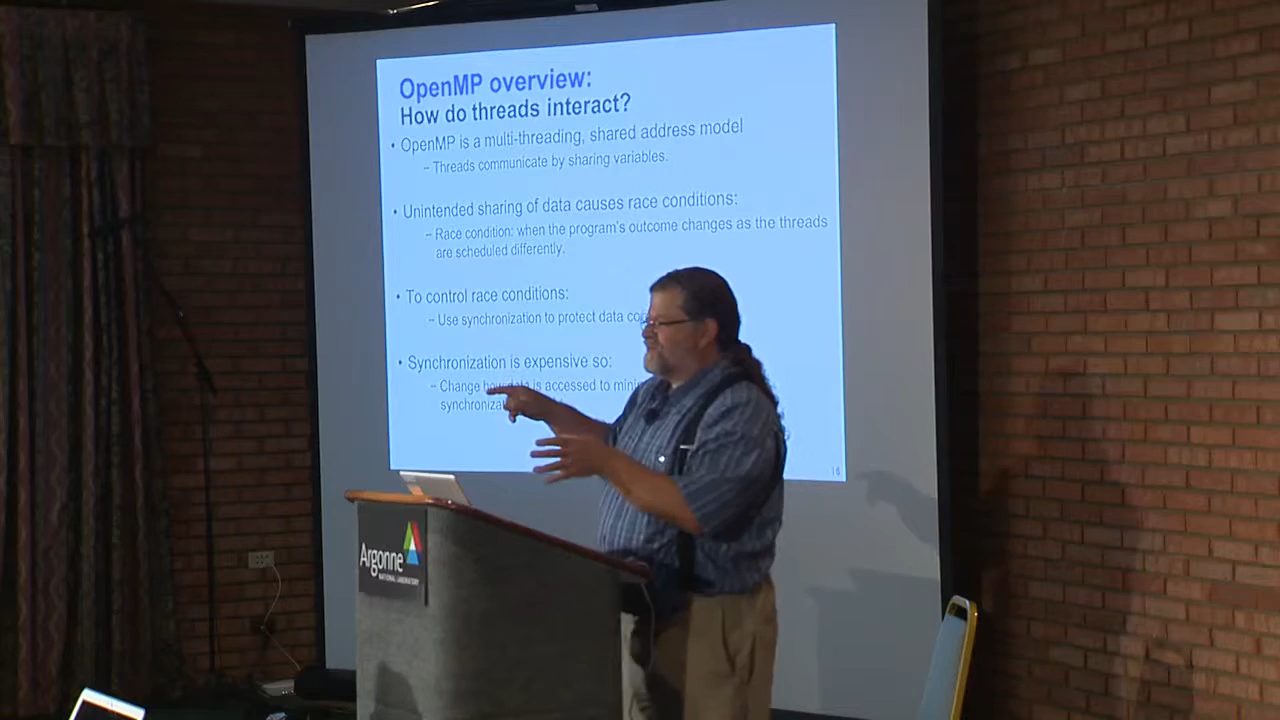 OpenMP overview:
How do threads interact?
• OpenMP is a multi-threading, shared address model
– Threads communicate by sharing variables.
• Unintended sharing of data causes race conditions:
– Race condition: when the program's outcome changes as the threads
are scheduled differently.
• To control race conditions:
– Use synchronization to protect data
• Synchronization is expensive so:
– Change how data is accessed to
16
Argonne
NATIONAL LABORATORY